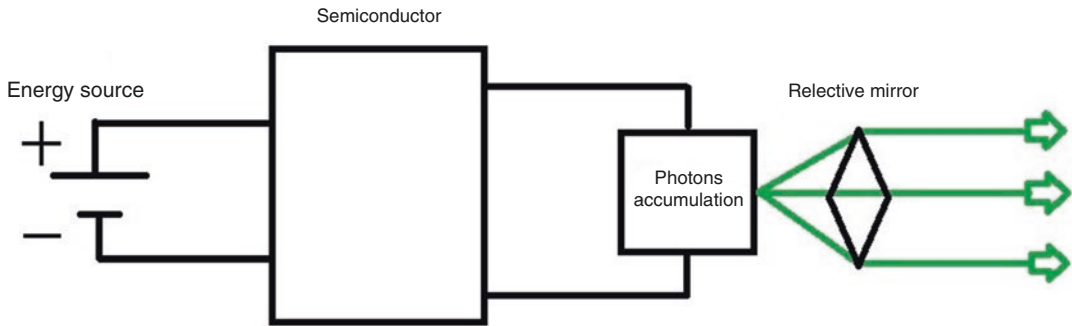 Semiconductor
Energy source
Relective mirror
+
Photons
accumulation
−